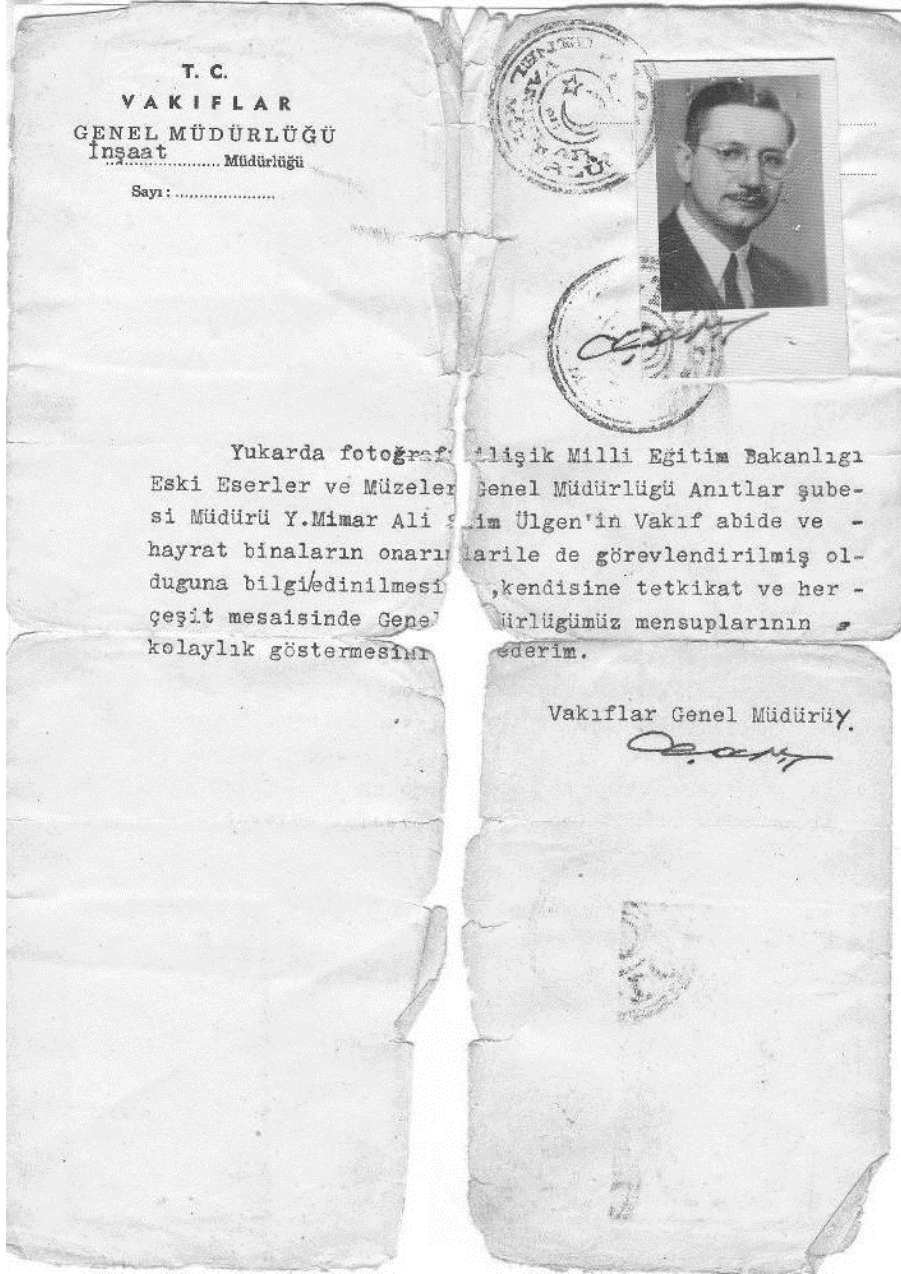 T. C.
VAKIFLAR
GENEL MÜDÜRLÜĞÜ
İnşaat Müdürlüğü
Sayı:
Yukarda fotoğraf ilişik Milli Eğitim Bakanlıgı
Eski Eserler ve Müzeler Genel Müdürlügü Anıtlar şube-
si Müdürü Y.Mimar Ali im Ülgen'in Vakıf abide ve -
hayrat binaların onarı larile de görevlendirilmiş ol-
duguna bilgi/edinilmesi ,kendisine tetkikat ve her -
çeşit mesaisinde Genel ürlügümüz mensuplarının
kolaylık göstermesini ederim.
Vakıflar Genel Müdürü Y.